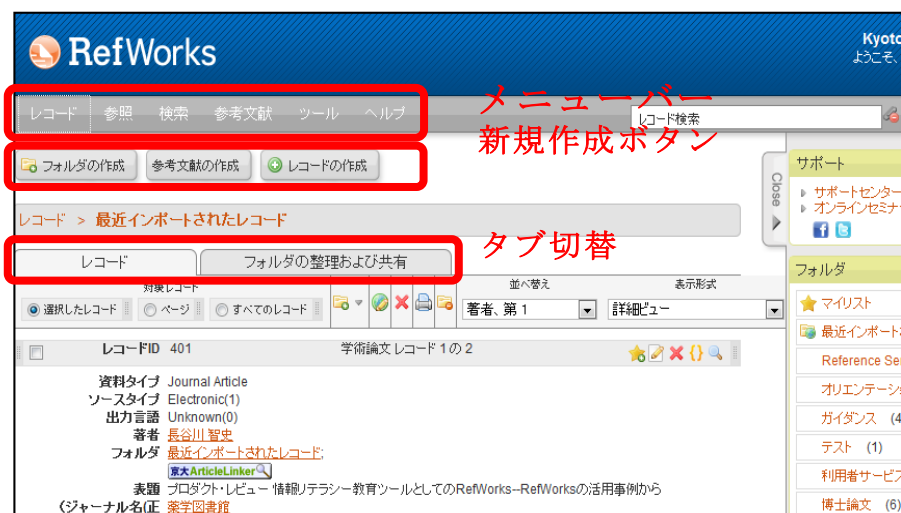 RefWorks
Kyoto
ようこそ、
レコード 参照 検索 参考文献 ツール ヘルプ
メニューバー
レコード検索
新規作成ボタン
フォルダの作成 参考文献の作成 レコードの作成
Close
サポート
サポートセンター
オンラインセミナ
レコード > 最近インポートされたレコード
タブ切替
レコード フォルダの整理および共有
フォルダ
対象レコード 並べ替え 表示形式
選択したレコード ページ すべてのレコード 著者、第 1 詳細ビュー
マイリスト
最近インポート
レコードID 401 学術論文 レコード 1 の 2
Reference Se
資料タイプ Journal Article
オリエンテーシ
ソースタイプ Electronic(1)
出力言語 Unknown(0)
ガイダンス (4
著者 長谷川 智史
フォルダ 最近インポートされたレコード;
テスト (1)
京大ArticleLinker
利用者サービス
表題 プロダクト・レビュー 情報リテラシー教育ツールとしてのRefWorks--RefWorksの活用事例から
(ジャーナル名(正 薬学図書館
博士論文 (6)